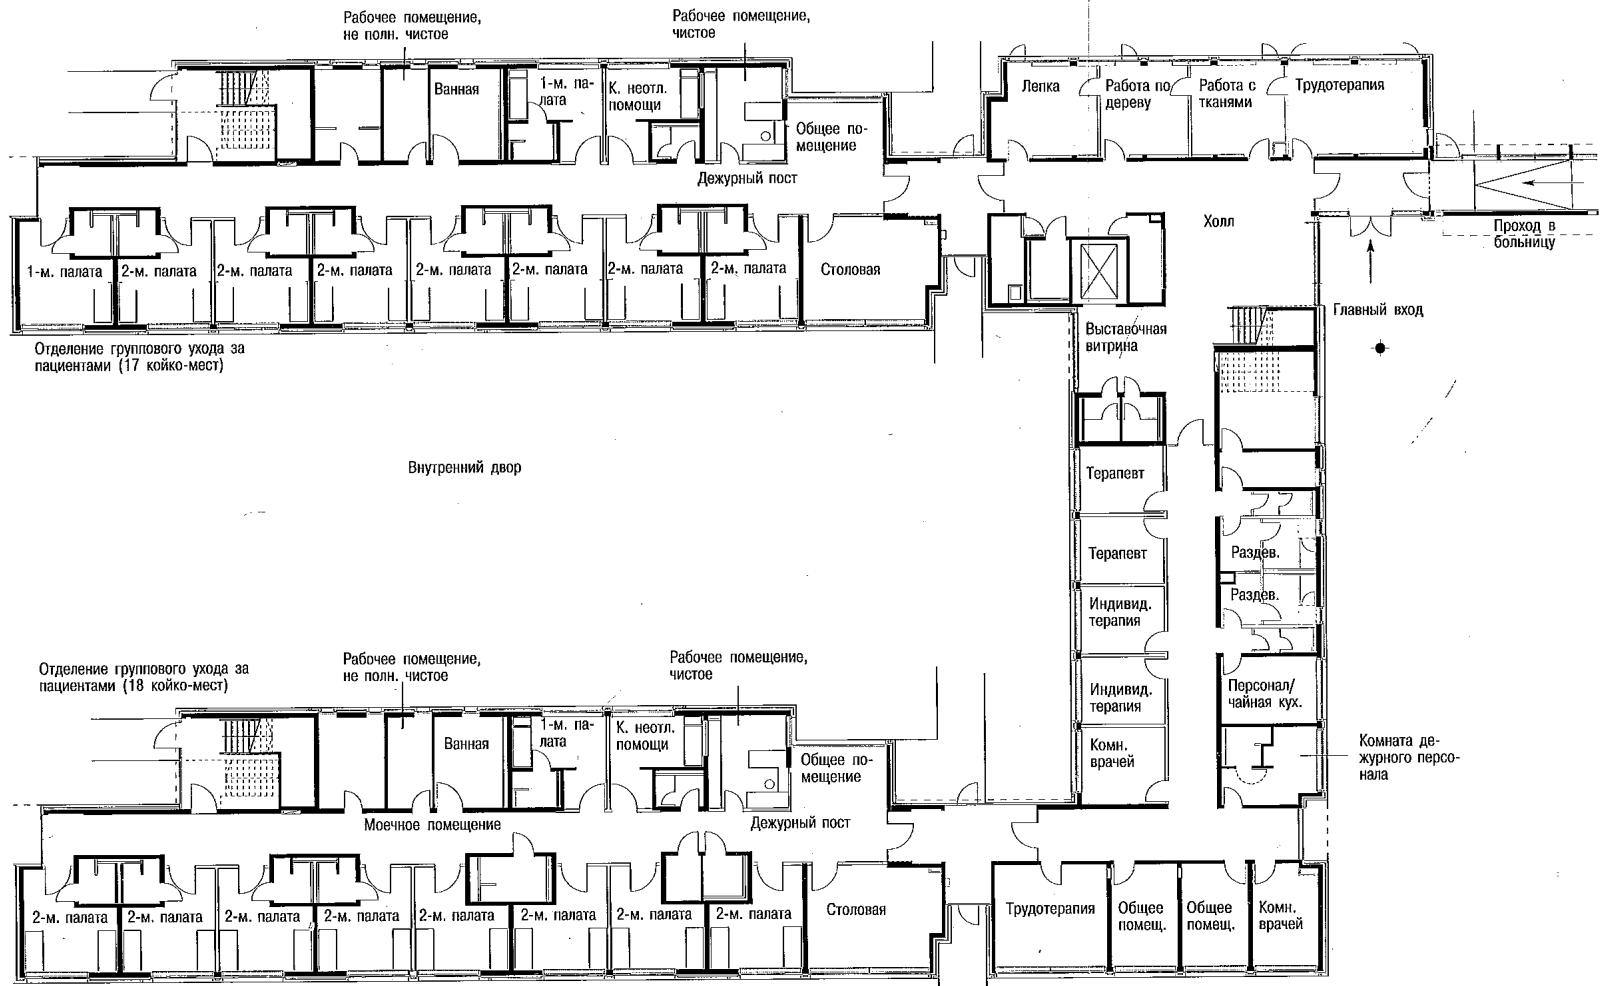 Рабочее помещение,
не полн. чистое
Рабочее помещение,
чистое
Ванная
1-м. па-
лата
К. неотл.
помощи
Общее по-
мещение
Лепка
Работа по
дереву
Работа с
тканями
Трудотерапия
Дежурный пост
Холл
Проход в
больницу
1-м. палата
2-м. палата
2-м. палата
2-м. палата
2-м. палата
2-м. палата
2-м. палата
2-м. палата
Столовая
Главный вход
Выставочная
витрина
Отделение группового ухода за
пациентами (17 койко-мест)
Внутренний двор
Терапевт
Терапевт
Раздев.
Раздев.
Индивид.
терапия
Индивид.
терапия
Персонал/
чайная кух.
Комн.
врачей
Комната де-
журного персо-
нала
Отделение группового ухода за
пациентами (18 койко-мест)
Рабочее помещение,
не полн. чистое
Рабочее помещение,
чистое
Ванная
1-м. па-
лата
К. неотл.
помощи
Общее по-
мещение
Моечное помещение
Дежурный пост
2-м. палата
2-м. палата
2-м. палата
2-м. палата
2-м. палата
2-м. палата
2-м. палата
2-м. палата
Столовая
Трудотерапия
Общее
помещ.
Общее
помещ.
Комн.
врачей